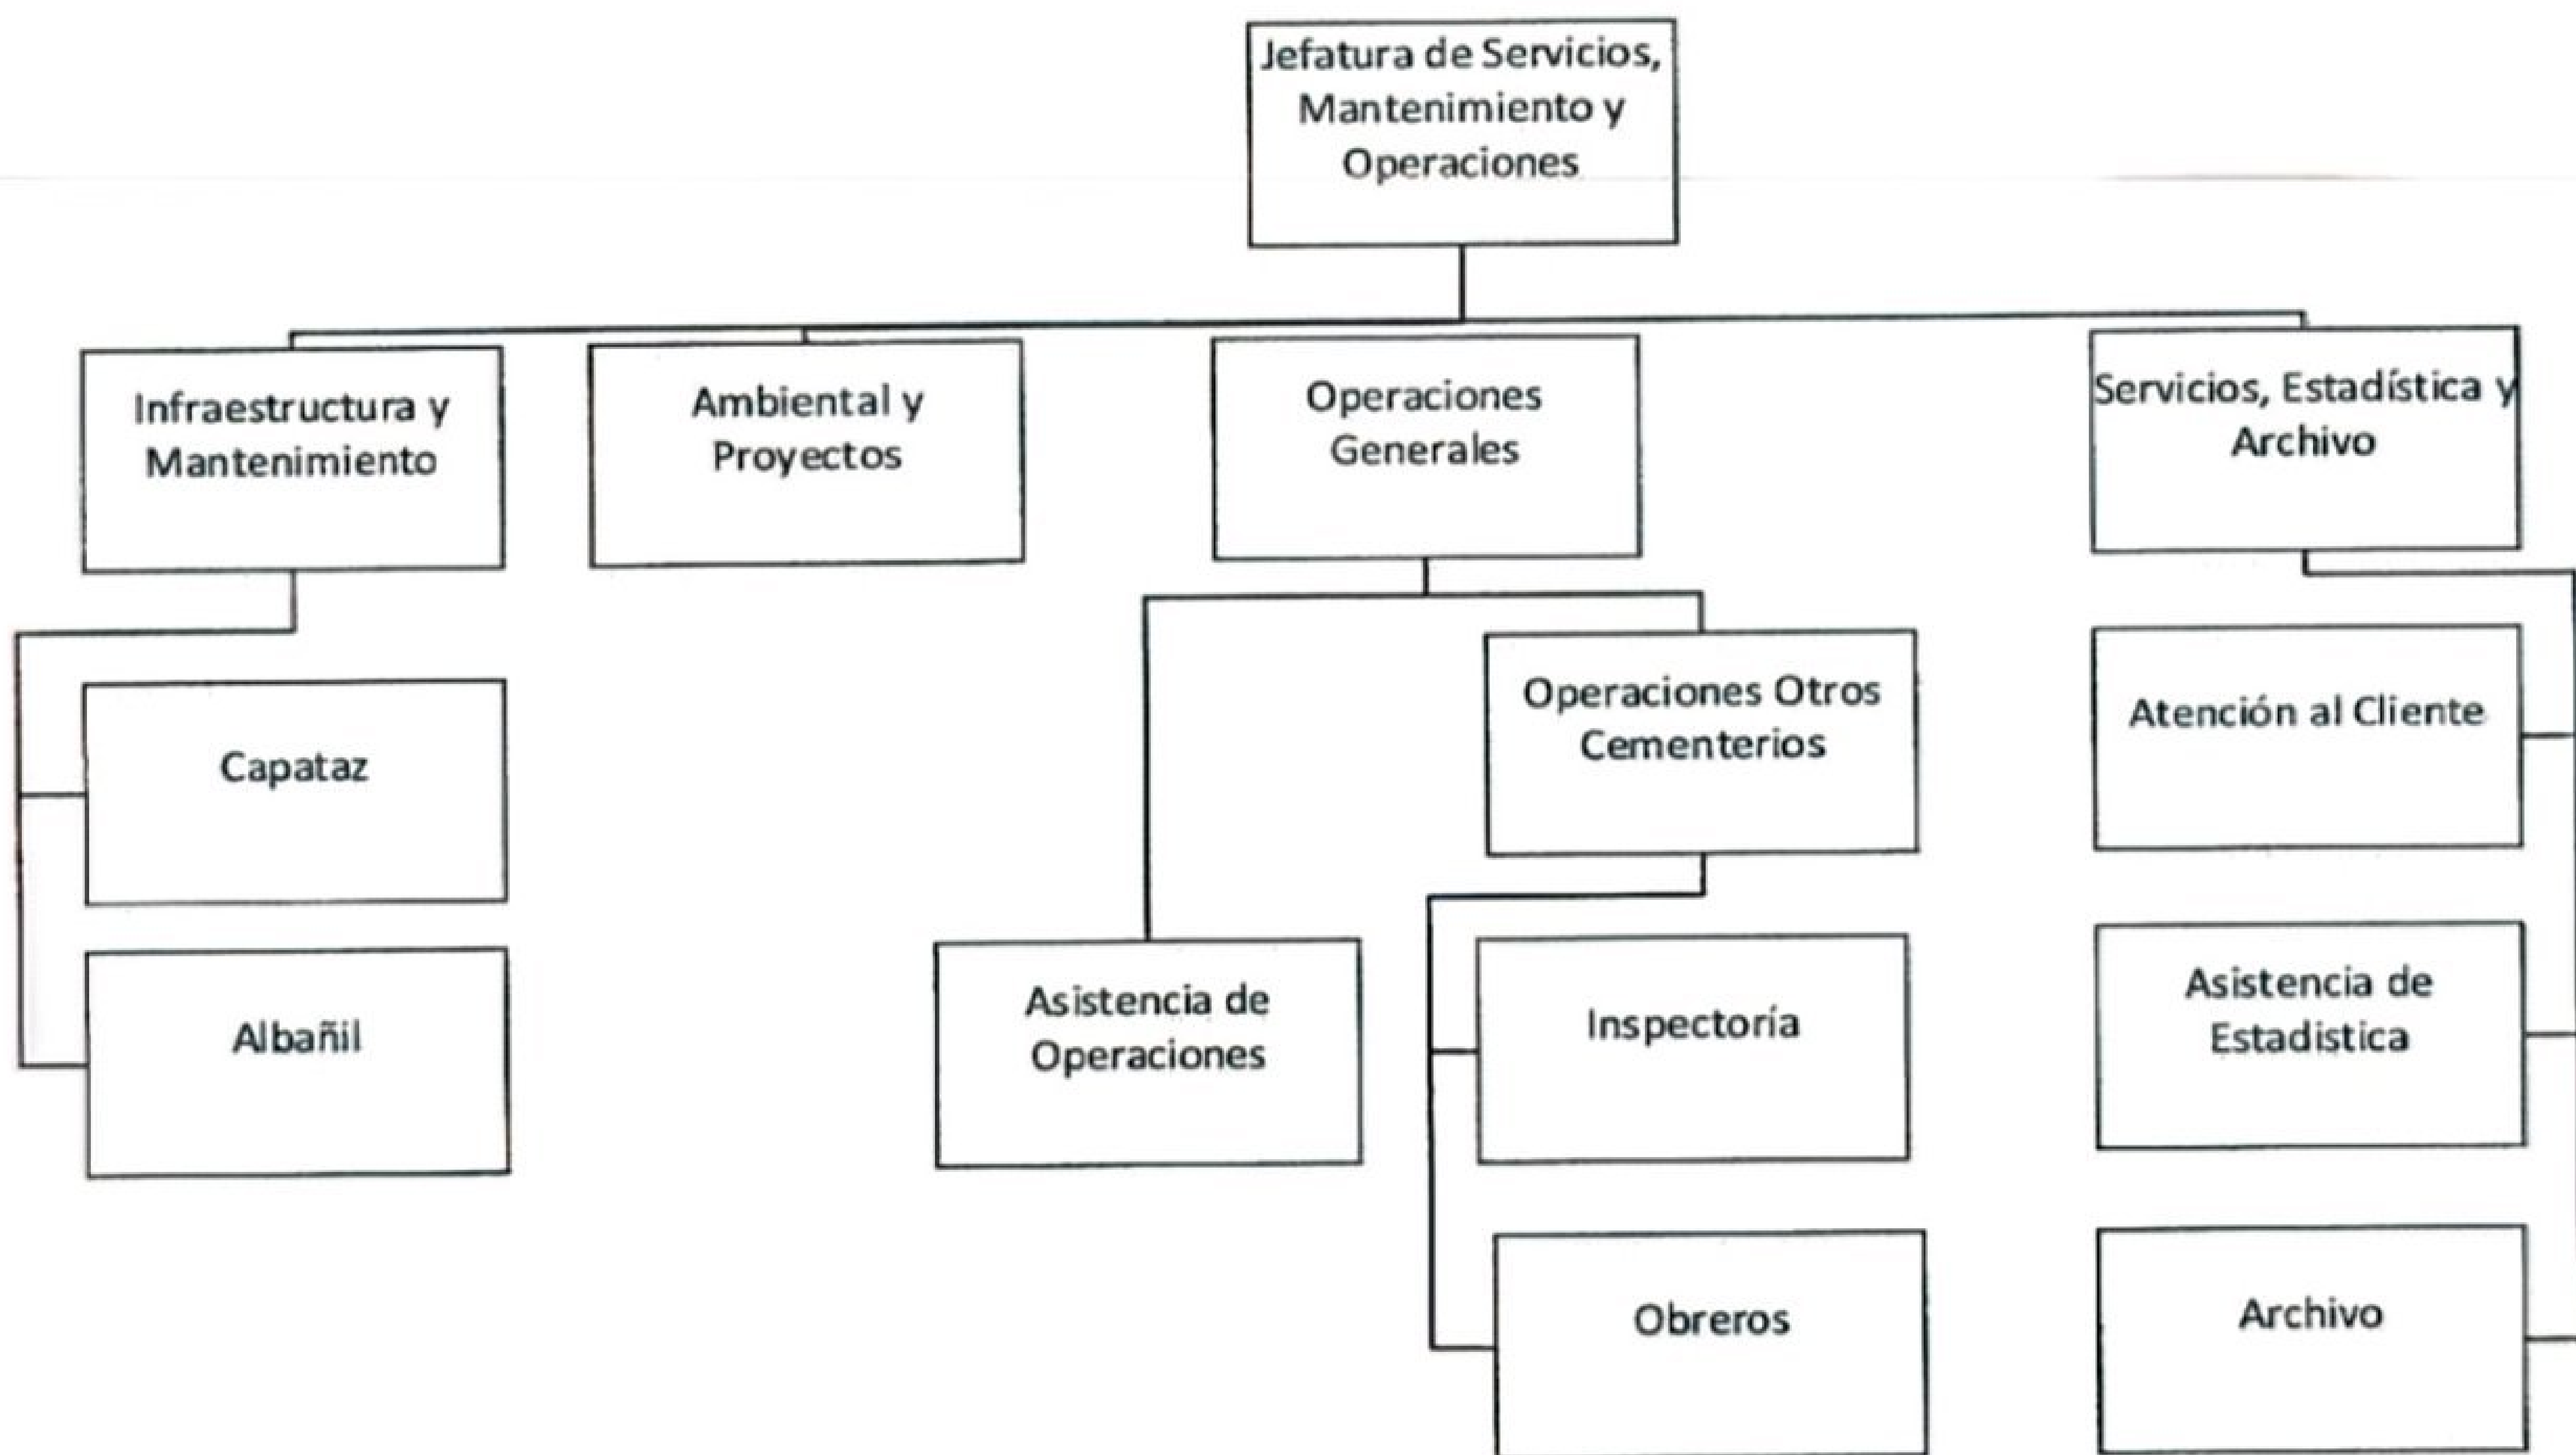 Jefatura de Servicios,
Mantenimiento y
Operaciones
Infraestructura y
Mantenimiento
Ambiental y
Proyectos
Operaciones
Generales
Servicios, Estadística y
Archivo
Capataz
Albañil
Asistencia de
Operaciones
Operaciones Otros
Cementerios
Inspectoría
Obreros
Atención al Cliente
Asistencia de
Estadistica
Archivo